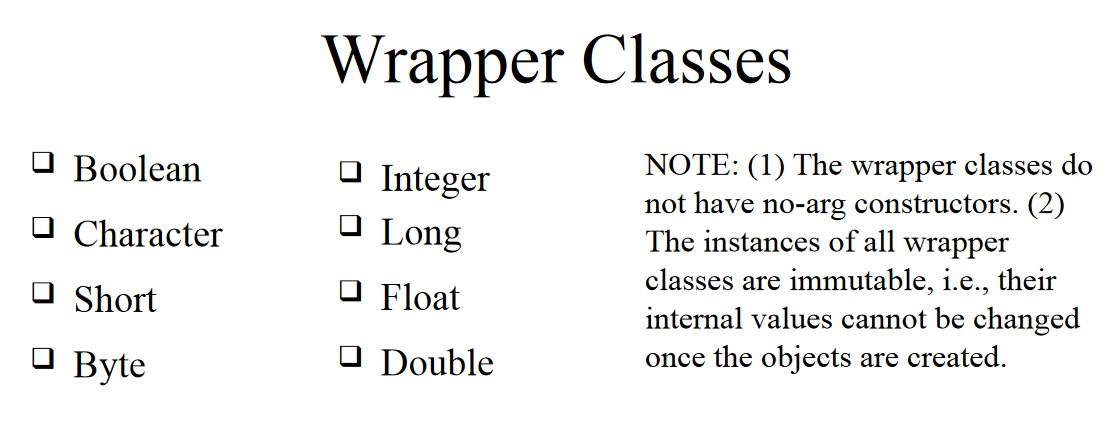 Wrapper Classes
❑ Boolean
❑ Character
❑ Short
❑ Byte
❑ Integer
❑ Long
❑ Float
❑ Double
NOTE: (1) The wrapper classes do
not have no-arg constructors. (2)
The instances of all wrapper
classes are immutable, i.e., their
internal values cannot be changed
once the objects are created.